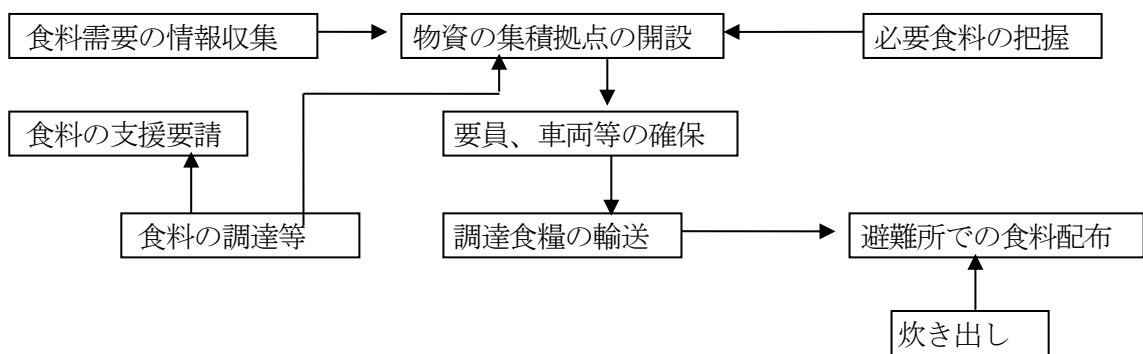 食料需要の情報収集
物資の集積拠点の開設
必要食料の把握
食料の支援要請
要員、車両等の確保
食料の調達等
調達食糧の輸送
避難所での食料配布
炊き出し